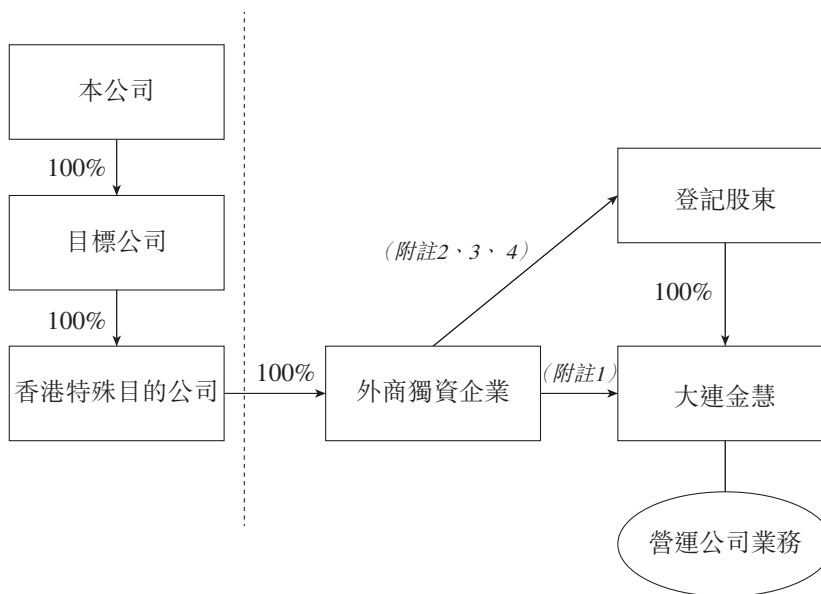 本公司
100%
目標公司
100%
香港特殊目的公司
100%
外商獨資企業
(附註2、3、4)
(附註1)
登記股東
100%
大連金慧
營運公司業務